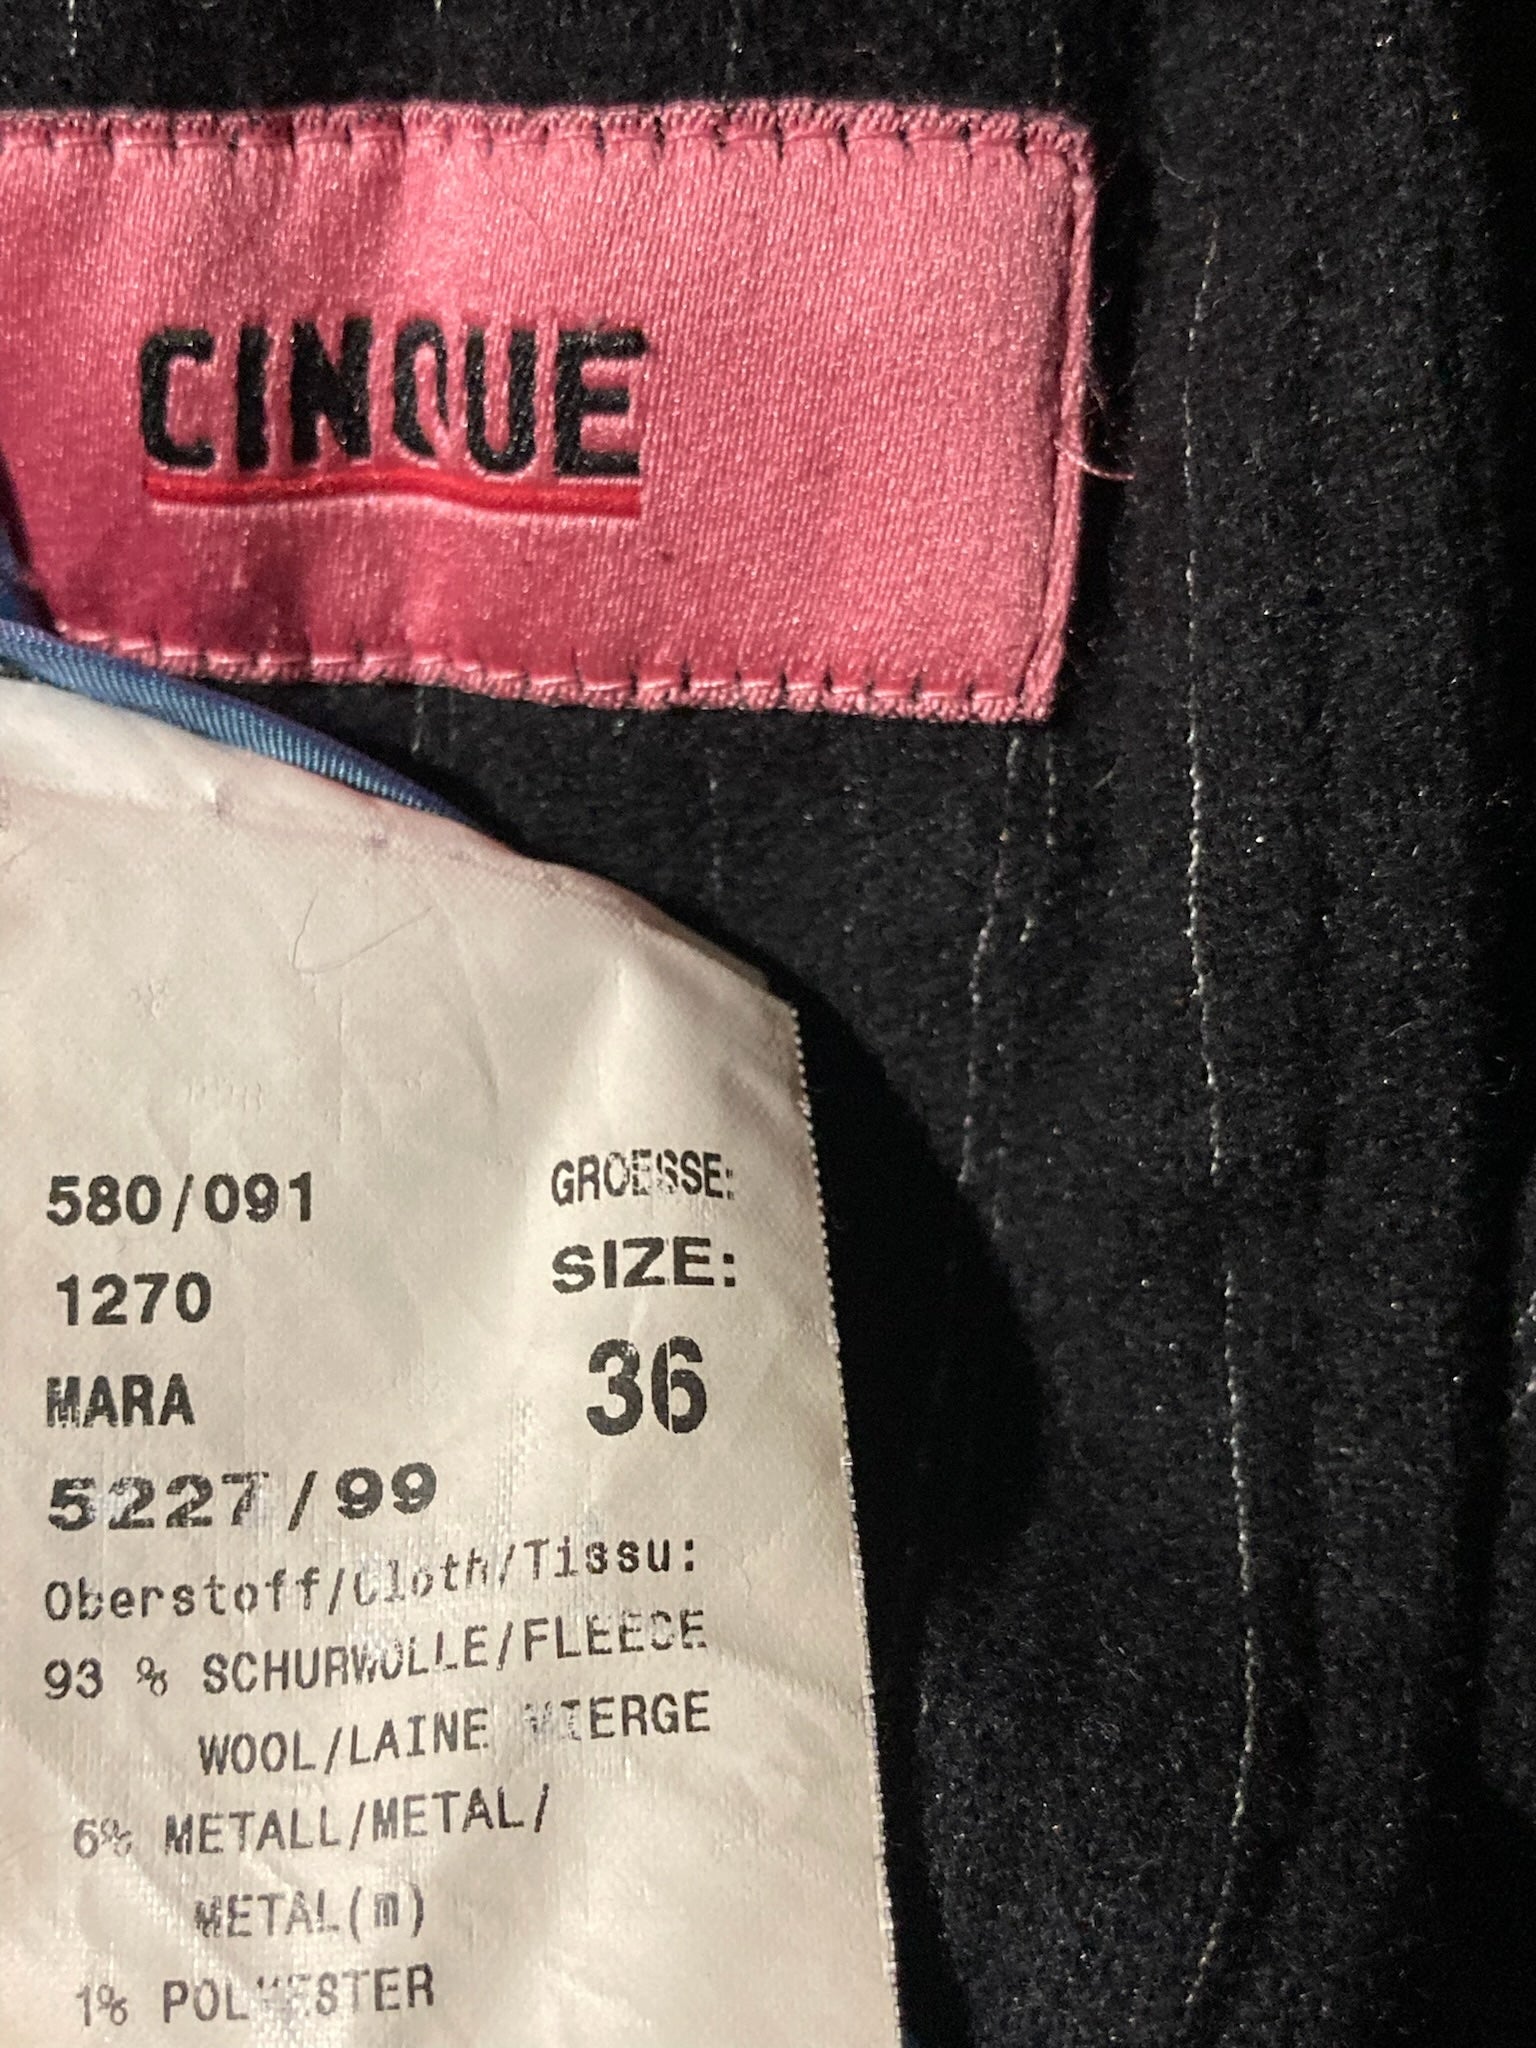 CINQUE
580/091
GROESSE:
1270
SIZE:
MARA
36
5227/99
Oberstoff/Cloth/Tissu:
93 % SCHURWOLLE/FLEECE
WOOL/LAINE VIERGE
6% METALL/METAL/
METAL(m)
1% POLYESTER